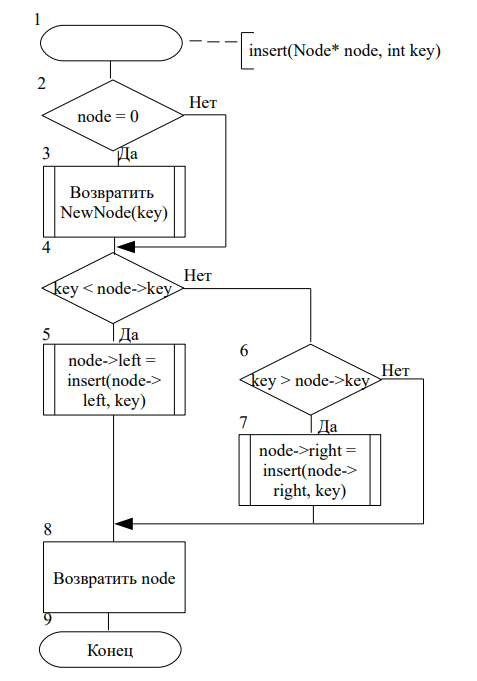 1
insert(Node* node, int key)
2
node = 0
Нет
Да
3
Возвратить
NewNode(key)
4
key < node->key
Нет
Да
5
node->left =
insert(node->
left, key)
6
key > node->key
Нет
Да
7
node->right =
insert(node->
right, key)
8
Возвратить node
9
Конец